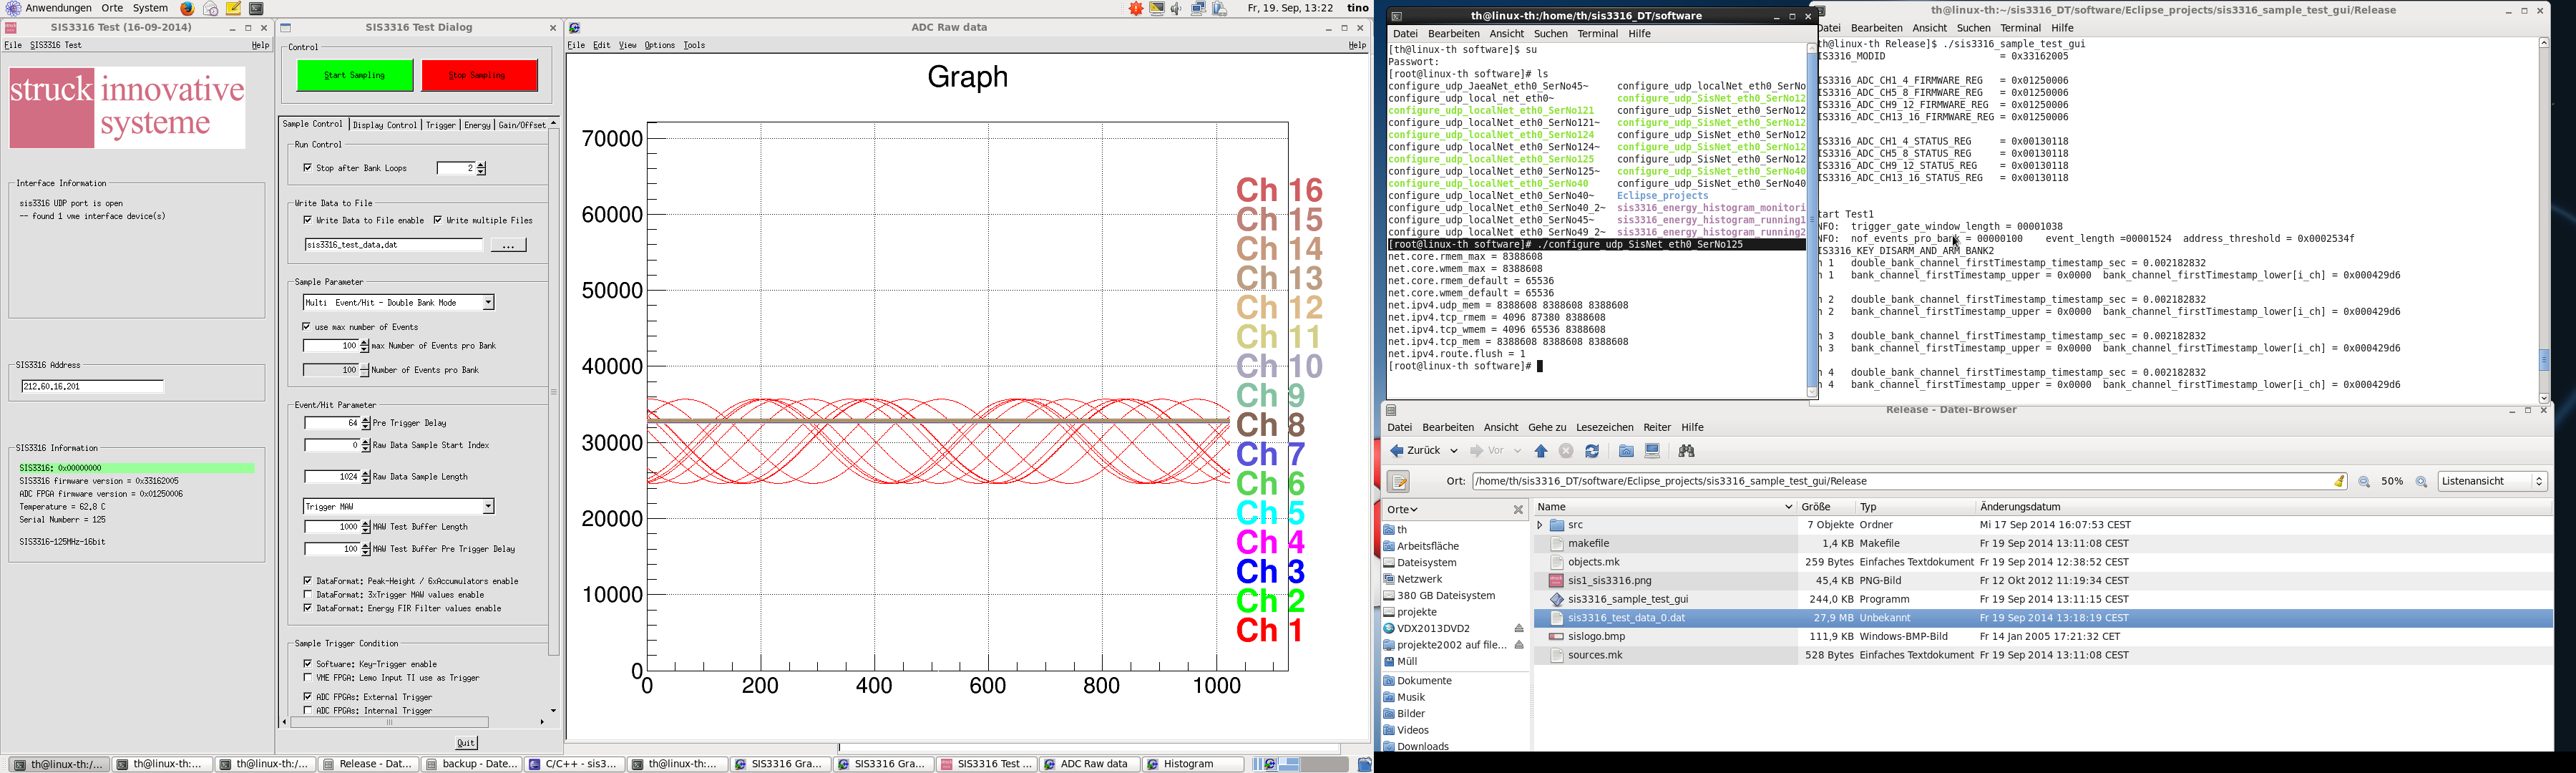 Anwendungen Orte System
Fr, 19. Sep, 13:22 tino
SIS3316 Test (16-09-2014)
File SIS3316 Test Help
struck innovative
systeme
Interface Information
sis3316 UDP port is open
-- found 1 vme interface device(s)
SIS3316 Address
212.60.16.201
SIS3316 Information
SIS3316: 0x00000000
SIS3316 firmware version = 0x33162005
ADC FPGA firmware version = 0x01250006
Temperature = 62.8 C
Serial Numberr = 125
SIS3316-125MHz-16bit
SIS3316 Test Dialog
Control
Start Sampling Stop Sampling
Sample Control Display Control Trigger Energy Gain/Offset
Run Control
Stop after Bank Loops 2
Write Data to File
Write Data to File enable Write multiple Files
sis3316_test_data.dat ...
Sample Parameter
Multi Event/Hit - Double Bank Mode
use max number of Events
100 max Number of Events pro Bank
100 Number of Events pro Bank
Event/Hit Parameter
64 Pre Trigger Delay
0 Raw Data Sample Start Index
1024 Raw Data Sample Length
Trigger MAW
1000 MAW Test Buffer Length
100 MAW Test Buffer Pre Trigger Delay
DataFormat: Peak-Height / 6xAccumulators enable
DataFormat: 3xTrigger MAW values enable
DataFormat: Energy FIR Filter values enable
Sample Trigger Condition
Software: Key-Trigger enable
VME FPGA: Lemo Input TI use as Trigger
ADC FPGAs: External Trigger
ADC FPGAs: Internal Trigger
Quit
ADC Raw data
File Edit View Options Tools Help
Graph
70000
60000
50000
40000
30000
20000
10000
0
0 200 400 600 800 1000
Ch 16
Ch 15
Ch 14
Ch 13
Ch 12
Ch 11
Ch 10
Ch 9
Ch 8
Ch 7
Ch 6
Ch 5
Ch 4
Ch 3
Ch 2
Ch 1
th@linux-th:/home/th/sis3316_DT/software
Datei Bearbeiten Ansicht Suchen Terminal Hilfe
[th@linux-th software]$ su
Passwort:
[root@linux-th software]# ls
configure_udp_JaeaNet_eth0_SerNo45~ configure_udp_localNet_eth0_SerNo
configure_udp_local_net_eth0~ configure_udp_SisNet_eth0_SerNo12
configure_udp_localNet_eth0_SerNo121 configure_udp_SisNet_eth0_SerNo12
configure_udp_localNet_eth0_SerNo121~ configure_udp_SisNet_eth0_SerNo12
configure_udp_localNet_eth0_SerNo124 configure_udp_SisNet_eth0_SerNo12
configure_udp_localNet_eth0_SerNo124~ configure_udp_SisNet_eth0_SerNo12
configure_udp_localNet_eth0_SerNo125 configure_udp_SisNet_eth0_SerNo12
configure_udp_localNet_eth0_SerNo125~ configure_udp_SisNet_eth0_SerNo40
configure_udp_localNet_eth0_SerNo40 configure_udp_SisNet_eth0_SerNo40
configure_udp_localNet_eth0_SerNo40~ Eclipse_projects
configure_udp_localNet_eth0_SerNo40_2~ sis3316_energy_histogram_monitori
configure_udp_localNet_eth0_SerNo45~ sis3316_energy_histogram_running1
configure_udp_localNet_eth0_SerNo49_2~ sis3316_energy_histogram_running2
[root@linux-th software]# ./configure_udp_SisNet_eth0_SerNo125
net.core.rmem_max = 8388608
net.core.wmem_max = 8388608
net.core.rmem_default = 65536
net.core.wmem_default = 65536
net.ipv4.udp_mem = 8388608 8388608 8388608
net.ipv4.tcp_rmem = 4096 87380 8388608
net.ipv4.tcp_wmem = 4096 65536 8388608
net.ipv4.tcp_mem = 8388608 8388608 8388608
net.ipv4.route.flush = 1
[root@linux-th software]#
th@linux-th:~/sis3316_DT/software/Eclipse_projects/sis3316_sample_test_gui/Release
Datei Bearbeiten Ansicht Suchen Terminal Hilfe
th@linux-th Release]$ ./sis3316_sample_test_gui
SIS3316_MODID = 0x33162005
SIS3316_ADC_CH1_4_FIRMWARE_REG = 0x01250006
SIS3316_ADC_CH5_8_FIRMWARE_REG = 0x01250006
SIS3316_ADC_CH9_12_FIRMWARE_REG = 0x01250006
SIS3316_ADC_CH13_16_FIRMWARE_REG = 0x01250006
SIS3316_ADC_CH1_4_STATUS_REG = 0x00130118
SIS3316_ADC_CH5_8_STATUS_REG = 0x00130118
SIS3316_ADC_CH9_12_STATUS_REG = 0x00130118
SIS3316_ADC_CH13_16_STATUS_REG = 0x00130118
tart Test1
NFO: trigger_gate_window_length = 00001038
NFO: nof_events_pro_bank = 00000100 event_length =00001524 address_threshold = 0x0002534f
SIS3316_KEY_DISARM_AND_ARM_BANK2
h 1 double_bank_channel_firstTimestamp_timestamp_sec = 0.002182832
h 1 bank_channel_firstTimestamp_upper = 0x0000 bank_channel_firstTimestamp_lower[i_ch] = 0x000429d6
h 2 double_bank_channel_firstTimestamp_timestamp_sec = 0.002182832
h 2 bank_channel_firstTimestamp_upper = 0x0000 bank_channel_firstTimestamp_lower[i_ch] = 0x000429d6
h 3 double_bank_channel_firstTimestamp_timestamp_sec = 0.002182832
h 3 bank_channel_firstTimestamp_upper = 0x0000 bank_channel_firstTimestamp_lower[i_ch] = 0x000429d6
h 4 double_bank_channel_firstTimestamp_timestamp_sec = 0.002182832
h 4 bank_channel_firstTimestamp_upper = 0x0000 bank_channel_firstTimestamp_lower[i_ch] = 0x000429d6
Release - Datei-Browser
Datei Bearbeiten Ansicht Gehe zu Lesezeichen Reiter Hilfe
Zurück Vor
Ort: /home/th/sis3316_DT/software/Eclipse_projects/sis3316_sample_test_gui/Release 50% Listenansicht
Orte
th
Arbeitsfläche
Dateisystem
Netzwerk
380 GB Dateisystem
projekte
VDX2013DVD2
projekte2002 auf file...
Müll
Dokumente
Musik
Bilder
Videos
Downloads
Name Größe Typ Änderungsdatum
src 7 Objekte Ordner Mi 17 Sep 2014 16:07:53 CEST
makefile 1,4 KB Makefile Fr 19 Sep 2014 13:11:08 CEST
objects.mk 259 Bytes Einfaches Textdokument Fr 19 Sep 2014 12:38:52 CEST
sis1_sis3316.png 45,4 KB PNG-Bild Fr 12 Okt 2012 11:19:34 CEST
sis3316_sample_test_gui 244,0 KB Programm Fr 19 Sep 2014 13:11:15 CEST
sis3316_test_data_0.dat 27,9 MB Unbekannt Fr 19 Sep 2014 13:18:19 CEST
sislogo.bmp 111,9 KB Windows-BMP-Bild Fr 14 Jan 2005 17:21:32 CET
sources.mk 528 Bytes Einfaches Textdokument Fr 19 Sep 2014 13:11:08 CEST
th@linux-th:/... th@linux-th:... th@linux-th:/... Release - Dat... backup - Date... C/C++ - sis3... th@linux-th:... SIS3316 Gra... SIS3316 Gra... SIS3316 Test ... ADC Raw data Histogram